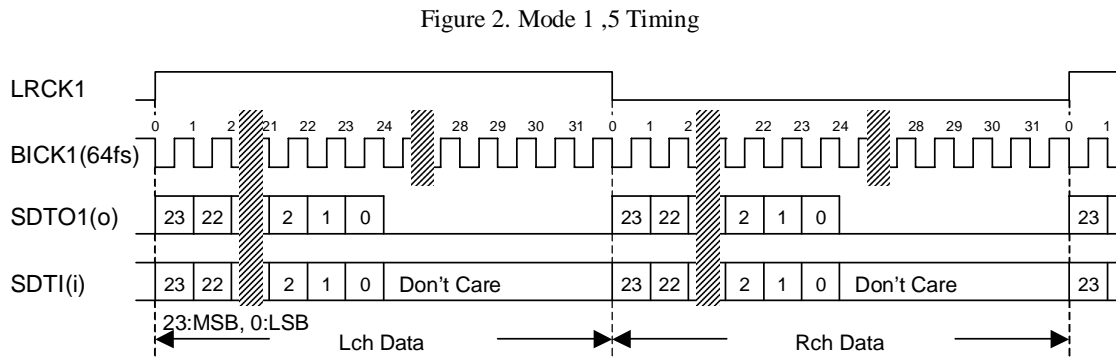 Figure 2. Mode 1 ,5 Timing
LRCK1
0 1 2 21 22 23 24 28 29 30 31 0 1 2 22 23 24 28 29 30 31 0 1
BICK1(64fs)
SDTO1(o) 23 22 2 1 0 23 22 2 1 0 23
SDTI(i) 23 22 2 1 0 Don't Care 23 22 2 1 0 Don't Care 23
23:MSB, 0:LSB
Lch Data Rch Data